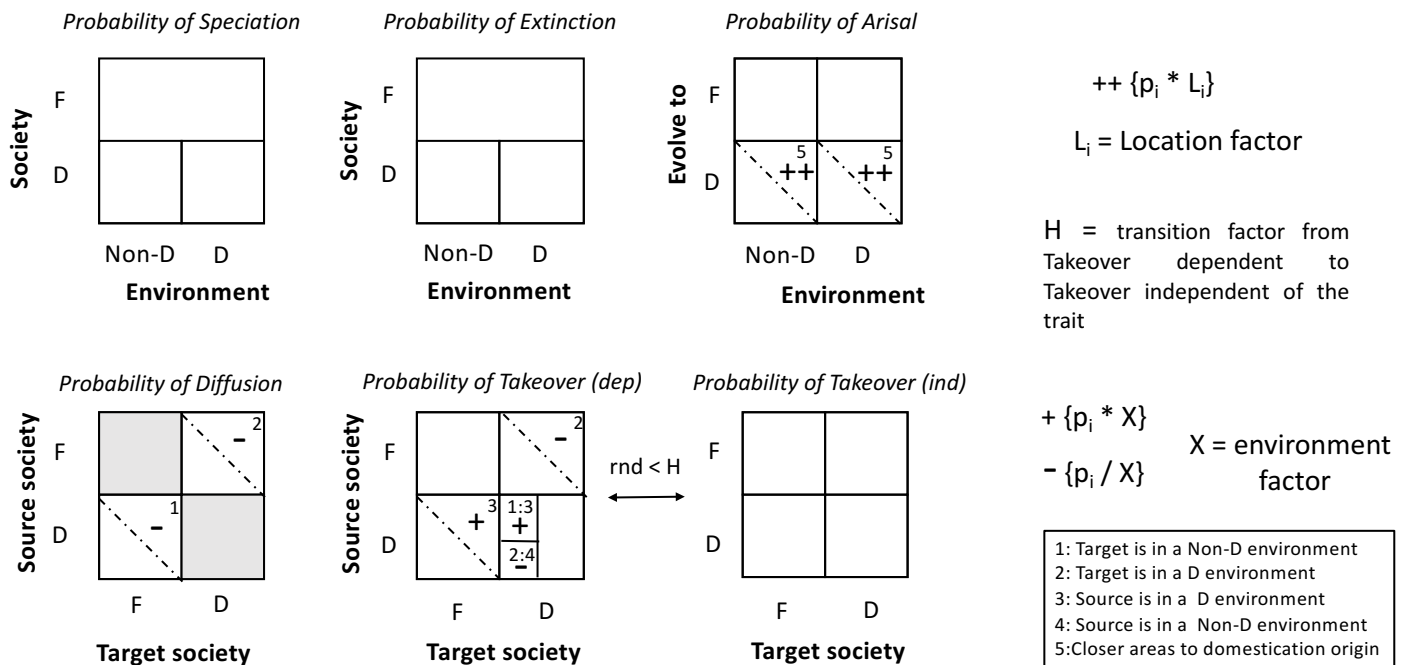 Probability of Speciation
Society
F
D
Non-D D
Environment
Probability of Extinction
Society
F
D
Non-D D
Environment
Probability of Arisal
Evolve to
F
D
5
++
5
++
Non-D D
Environment
++ {pi * Li}
Li = Location factor
H = transition factor from
Takeover dependent to
Takeover independent of the
trait
Probability of Diffusion
Source society
F
D
- 2
- 1
F D
Target society
Probability of Takeover (dep)
Source society
F
D
- 2
+ 3
1:3
+
2:4
-
F D
Target society
rnd < H
Probability of Takeover (ind)
F
D
F D
Target society
+ {pi * X}
- {pi / X}
X = environment
factor
1: Target is in a Non-D environment
2: Target is in a D environment
3: Source is in a D environment
4: Source is in a Non-D environment
5:Closer areas to domestication origin